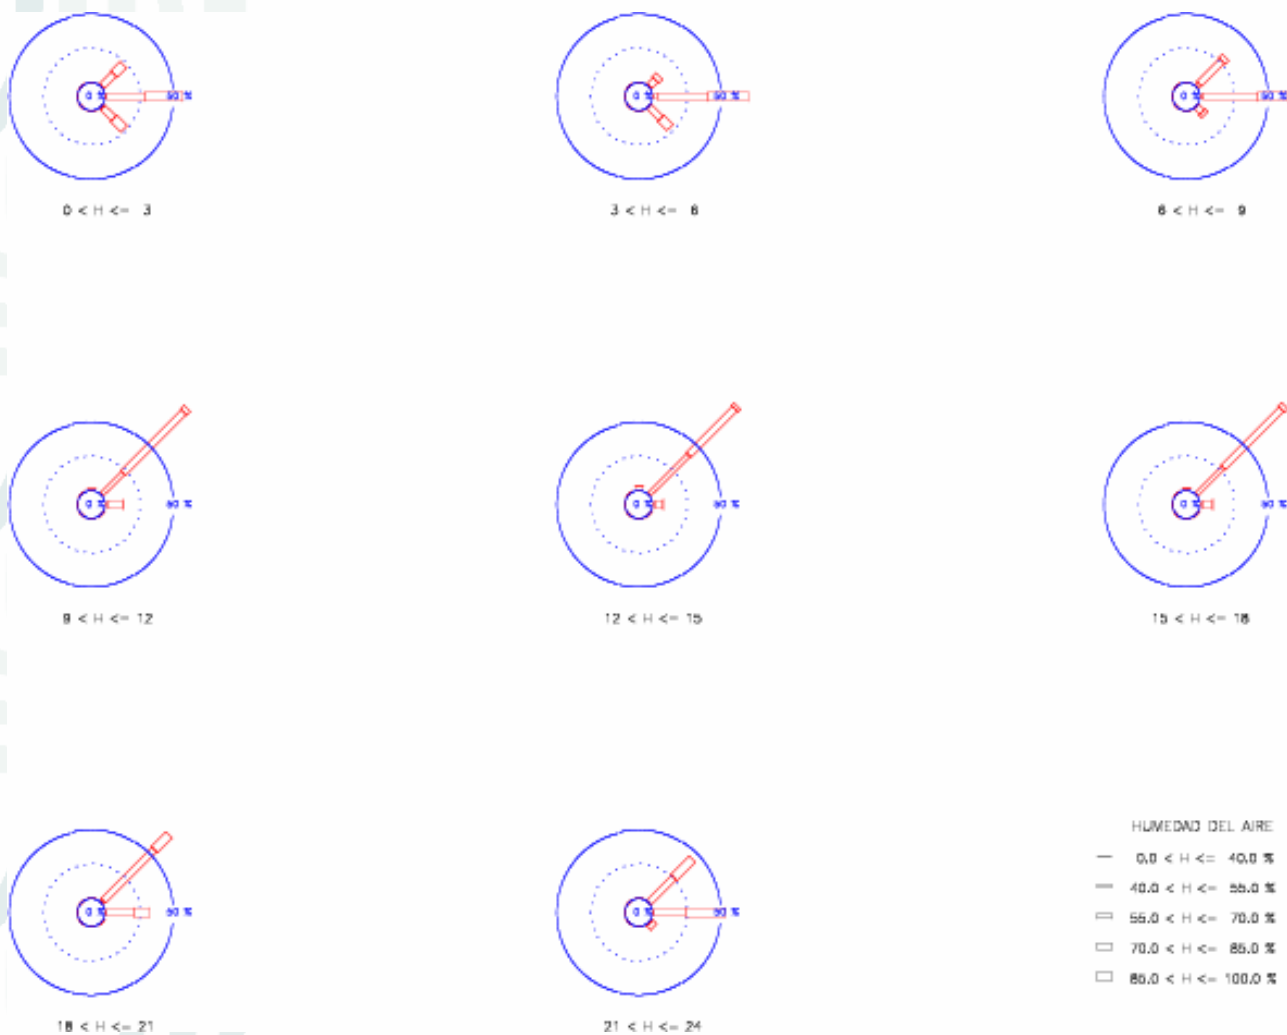 0 % 50 %
0 % 50 %
0 % 50 %
0 < H <= 3
3 < H <= 6
6 < H <= 9
0 % 50 %
0 % 50 %
0 % 50 %
9 < H <= 12
12 < H <= 15
15 < H <= 18
0 % 50 %
0 % 50 %
HUMEDAD DEL AIRE
0.0 < H <= 40.0 %
40.0 < H <= 55.0 %
55.0 < H <= 70.0 %
70.0 < H <= 85.0 %
85.0 < H <= 100.0 %
18 < H <= 21
21 < H <= 24